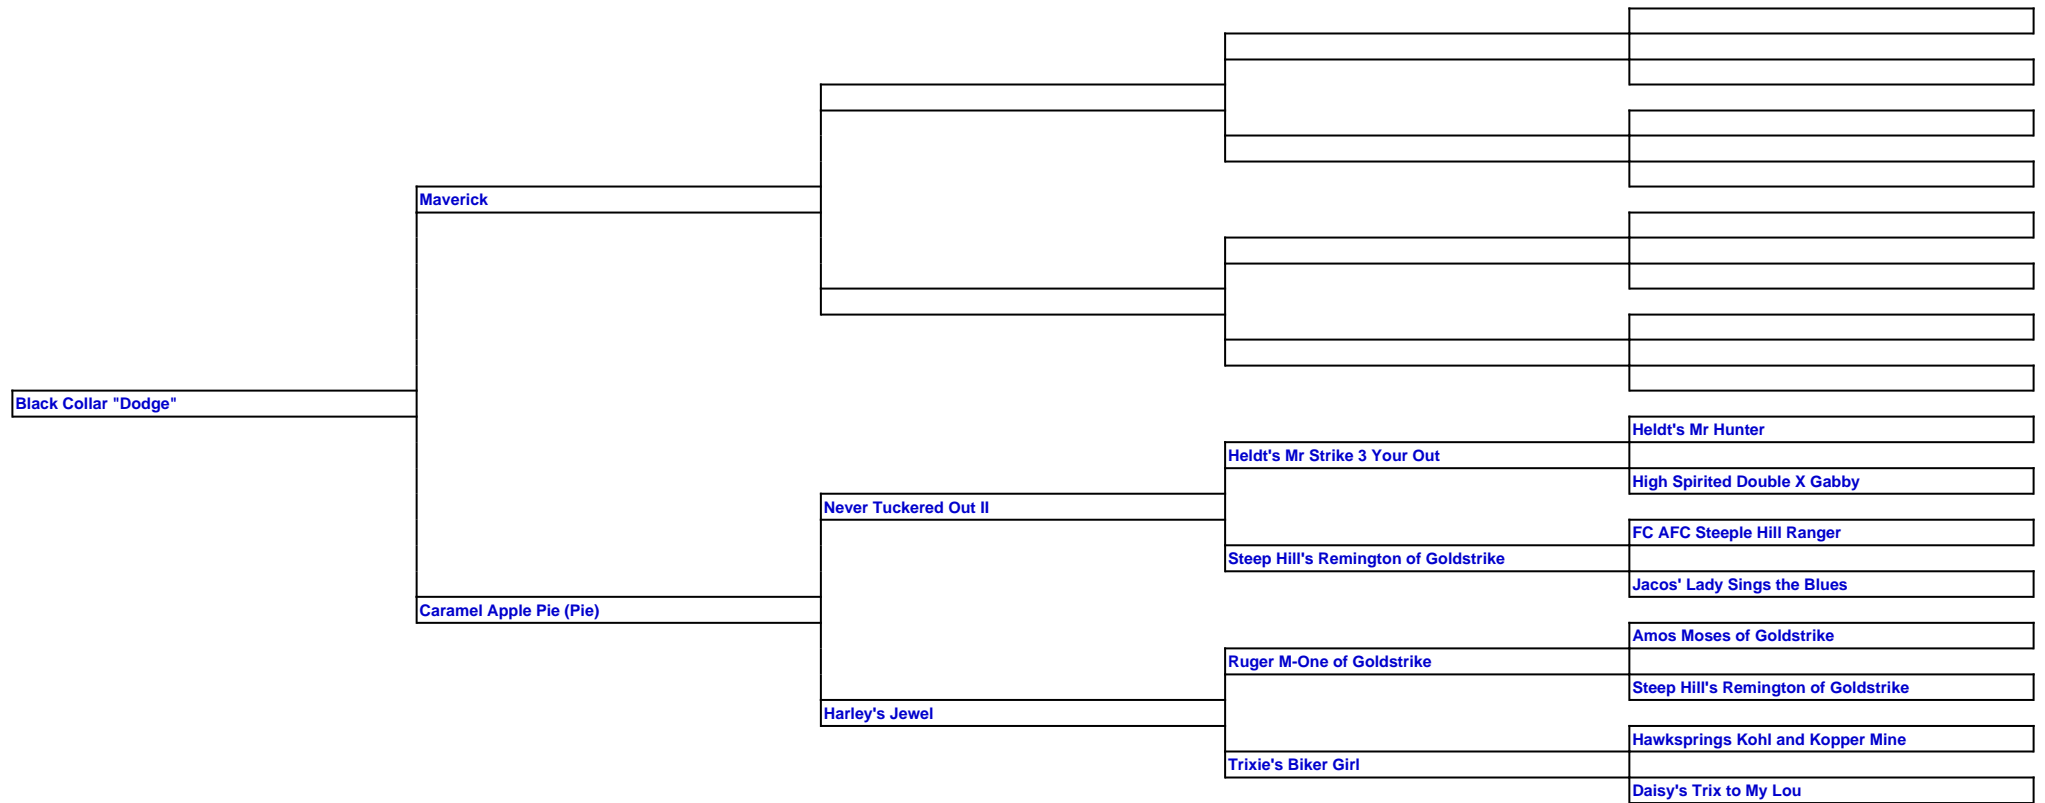 Maverick
Black Collar "Dodge"
Heldt's Mr Hunter
Heldt's Mr Strike 3 Your Out
High Spirited Double X Gabby
Never Tuckered Out II
FC AFC Steeple Hill Ranger
Steep Hill's Remington of Goldstrike
Jacos' Lady Sings the Blues
Caramel Apple Pie (Pie)
Amos Moses of Goldstrike
Ruger M-One of Goldstrike
Steep Hill's Remington of Goldstrike
Harley's Jewel
Hawksprings Kohl and Kopper Mine
Trixie's Biker Girl
Daisy's Trix to My Lou